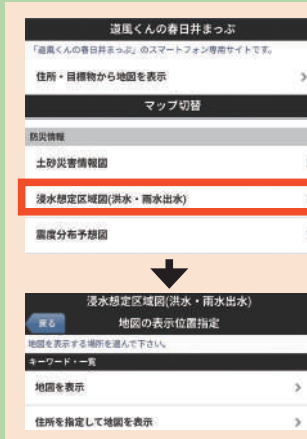 道風くんの春日井まっぷ
「道風くんの春日井まっぷ」のスマートフォン専用サイトです。
住所・目標物から地図を表示
マップ切替
防災情報
土砂災害情報図
浸水想定区域図(洪水・雨水出水)
震度分布予想図
浸水想定区域図(洪水・雨水出水)
戻る
地図の表示位置指定
地図を表示する場所を選んで下さい。
キーワード・一覧
地図を表示
住所を指定して地図を表示